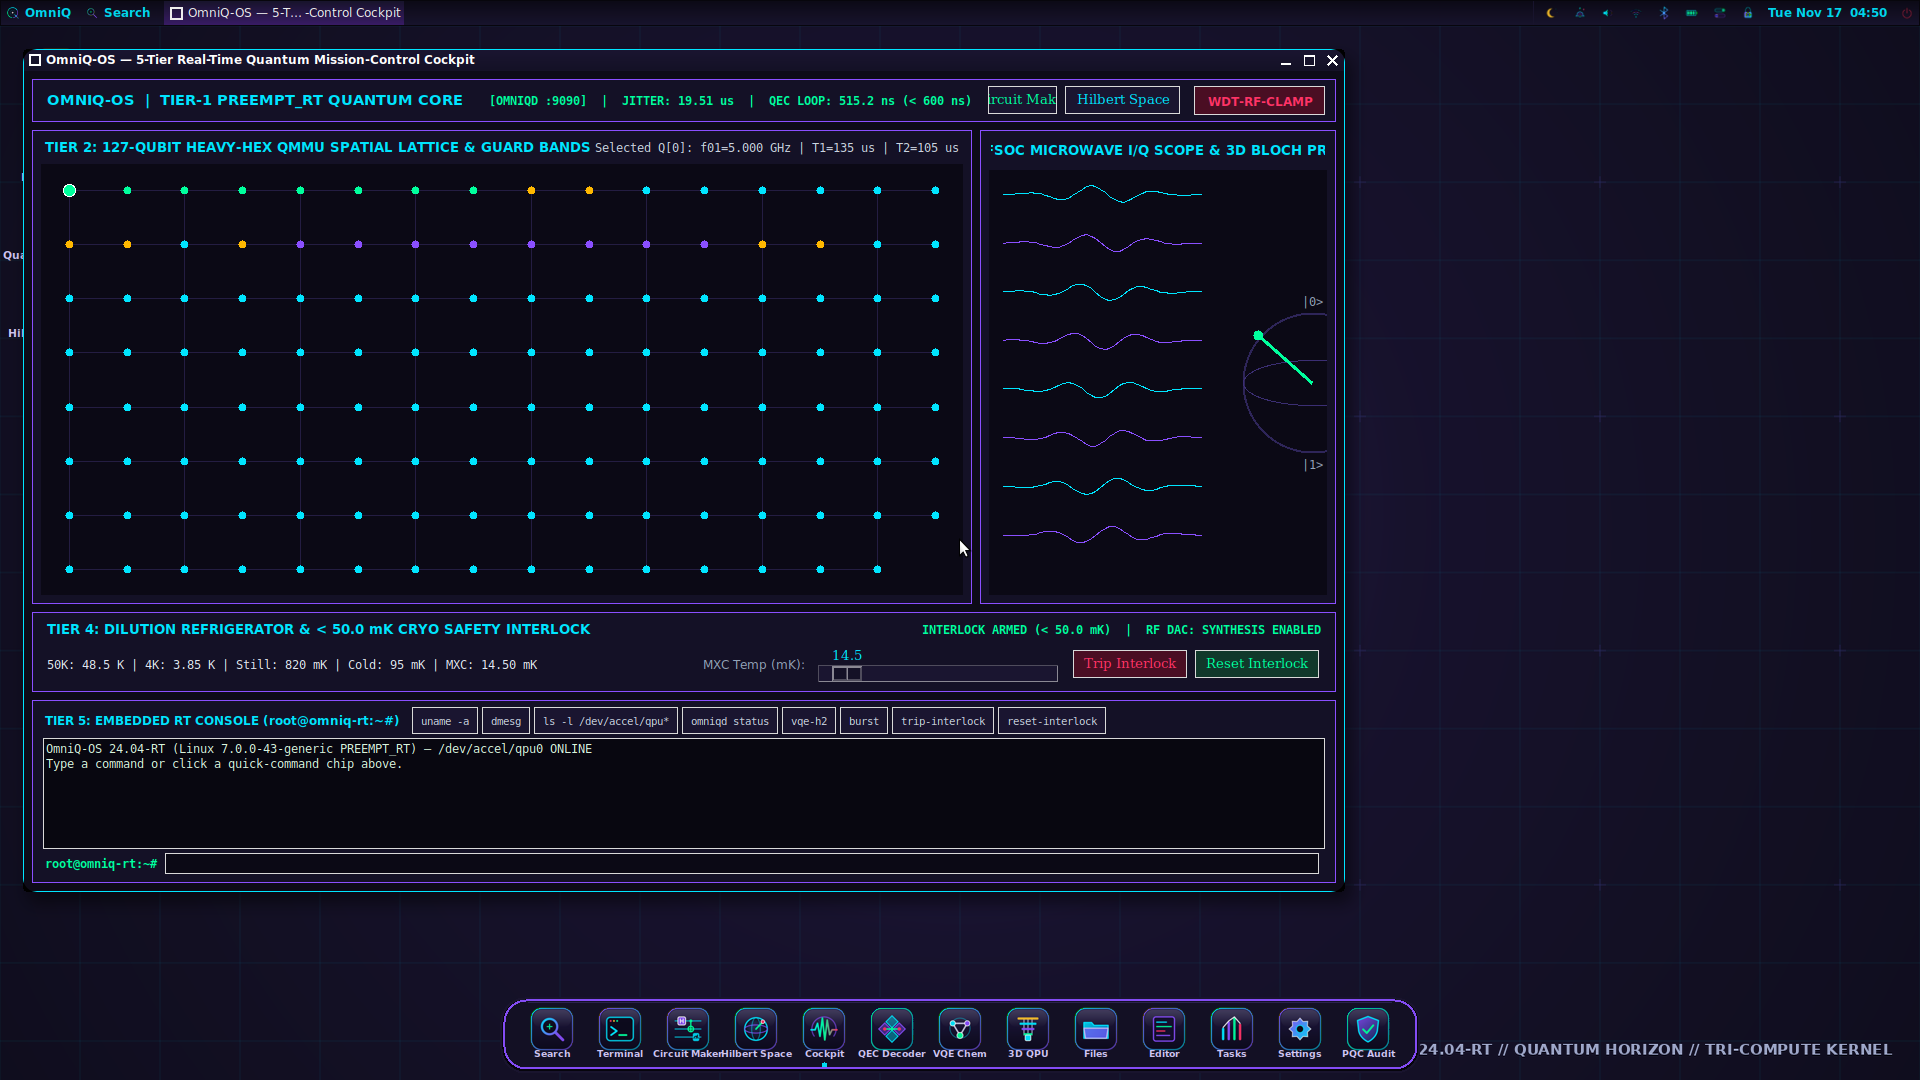 OmniQ Search OmniQ-OS — 5-T... -Control Cockpit Tue Nov 17 04:50
OmniQ-OS — 5-Tier Real-Time Quantum Mission-Control Cockpit
OMNIQ-OS | TIER-1 PREEMPT_RT QUANTUM CORE [OMNIQD :9090] | JITTER: 19.51 us | QEC LOOP: 515.2 ns (< 600 ns) rcuit Mak Hilbert Space WDT-RF-CLAMP
TIER 2: 127-QUBIT HEAVY-HEX QMMU SPATIAL LATTICE & GUARD BANDS Selected Q[0]: f01=5.000 GHz | T1=135 us | T2=105 us
FSOC MICROWAVE I/Q SCOPE & 3D BLOCH PR
Qua
Hil
|0>
|1>
TIER 4: DILUTION REFRIGERATOR & < 50.0 mK CRYO SAFETY INTERLOCK INTERLOCK ARMED (< 50.0 mK) | RF DAC: SYNTHESIS ENABLED
50K: 48.5 K | 4K: 3.85 K | Still: 820 mK | Cold: 95 mK | MXC: 14.50 mK MXC Temp (mK): 14.5 Trip Interlock Reset Interlock
TIER 5: EMBEDDED RT CONSOLE (root@omniq-rt:~#) uname -a dmesg ls -l /dev/accel/qpu* omniqd status vqe-h2 burst trip-interlock reset-interlock
OmniQ-OS 24.04-RT (Linux 7.0.0-43-generic PREEMPT_RT) — /dev/accel/qpu0 ONLINE
Type a command or click a quick-command chip above.
root@omniq-rt:~#
Search Terminal Circuit Maker Hilbert Space Cockpit QEC Decoder VQE Chem 3D QPU Files Editor Tasks Settings PQC Audit
24.04-RT // QUANTUM HORIZON // TRI-COMPUTE KERNEL